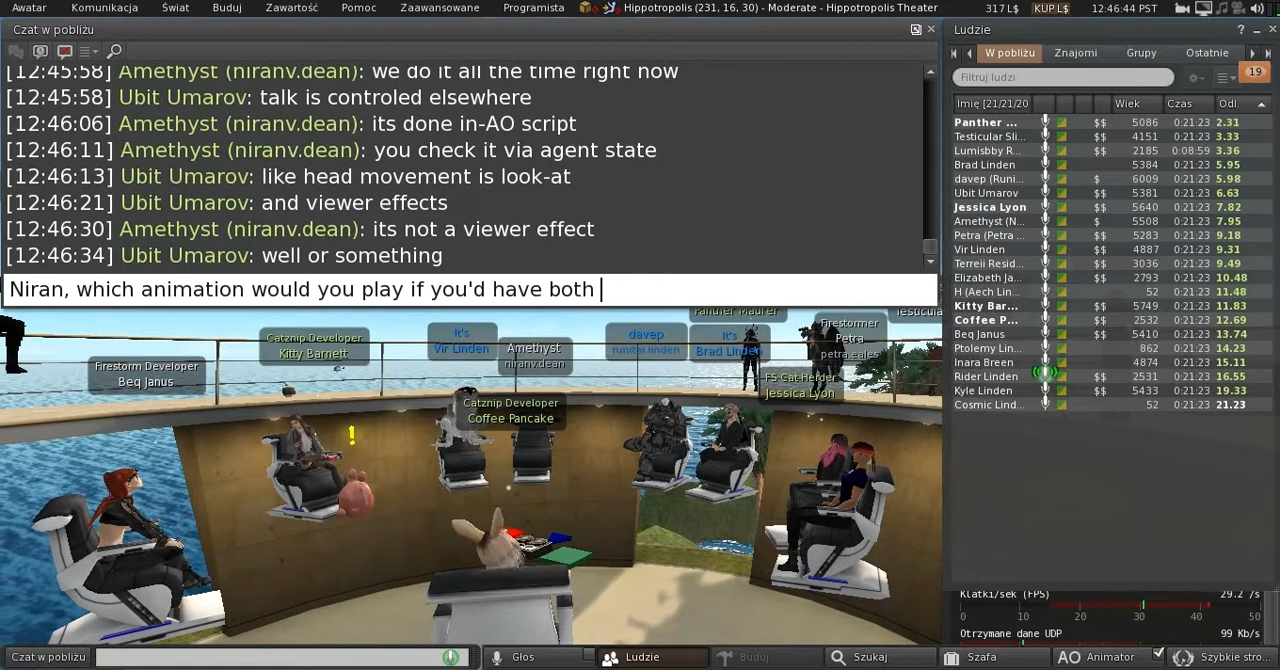 Awatar Komunikacja Świat Buduj Zawartość Pomoc Zaawansowane Programista Hippotropolis (231, 16, 30) - Moderate - Hippotropolis Theater 317 L$ KUP L$ 12:46:44 PST
Czat w pobliżu
[12:45:58] Amethyst (niranv.dean): we do it all the time right now
[12:45:58] Ubit Umarov: talk is controled elsewhere
[12:46:06] Amethyst (niranv.dean): its done in-AO script
[12:46:11] Amethyst (niranv.dean): you check it via agent state
[12:46:13] Ubit Umarov: like head movement is look-at
[12:46:21] Ubit Umarov: and viewer effects
[12:46:30] Amethyst (niranv.dean): its not a viewer effect
[12:46:34] Ubit Umarov: well or something
Niran, which animation would you play if you'd have both
Firestorm Developer
Beq Janus
Catznip Developer
Kitty Barnett
It's
Vir Linden
Amethyst
niranv.dean
Catznip Developer
Coffee Pancake
davep
Panther Maurer
It's
Brad Linden
Firestormer
Petra
petra.eales
FS Cat Herder
Jessica Lyon
!
Ludzie
? _ ×
W pobliżu Znajomi Grupy Ostatnie
19
Filtruj ludzi
Imię [21/21/20 Wiek Czas Odl.
Panther ... $$ 5086 0:21:23 2.31
Testicular Sli... 4151 0:21:23 3.33
Lumisbby R... $$ 2185 0:08:59 3.36
Brad Linden 5384 0:21:23 5.95
davep (Runi... $ 6009 0:21:23 5.98
Ubit Umarov $$ 5381 0:21:23 6.63
Jessica Lyon $$ 5640 0:21:23 7.82
Amethyst (N... $ 5508 0:21:23 7.95
Petra (Petra ... $$ 5283 0:21:23 9.18
Vir Linden $$ 4887 0:21:23 9.31
Terreii Resid... $$ 3036 0:21:23 9.49
Elizabeth Ja... $$ 2793 0:21:23 10.48
H (Aech Lin... 52 0:21:23 11.48
Kitty Bar... $$ 5749 0:21:23 11.83
Coffee P... $$ 2532 0:21:23 12.69
Beq Janus $$ 5410 0:21:23 13.74
Ptolemy Lin... 862 0:21:23 14.23
Inara Breen 4874 0:21:23 15.11
Rider Linden $$ 2531 0:21:23 16.55
Kyle Linden $$ 5433 0:21:23 19.33
Cosmic Lind... 52 0:21:23 21.23
Klatki/sek (FPS) 29.2 /s
0 10 20 30 40 50
Otrzymane dane UDP 99 Kb/s
Czat w pobliżu Głos Ludzie Buduj Szukaj Szafa AO Animator Szybkie stro...